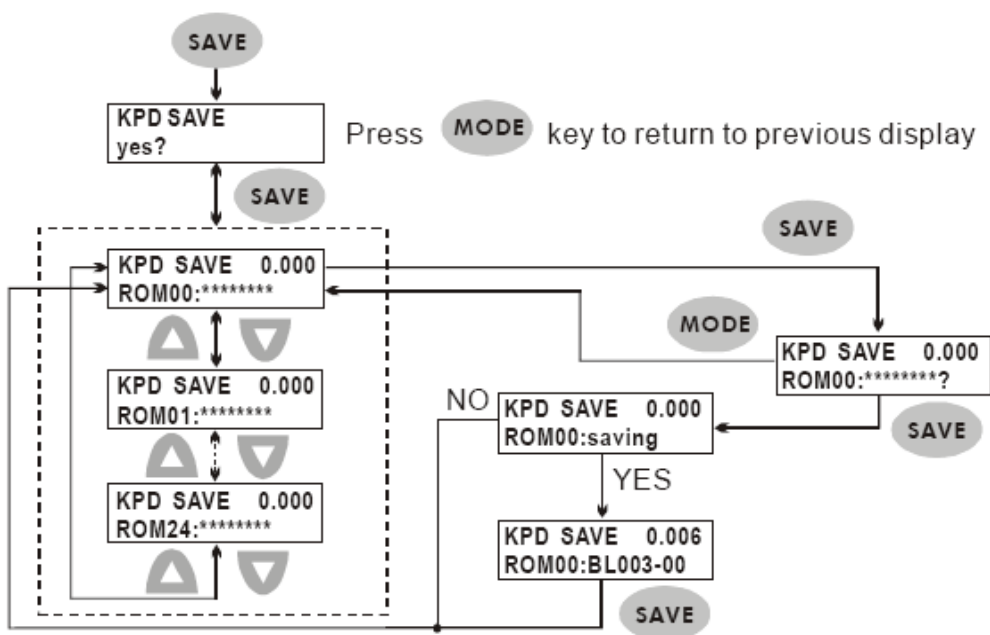 SAVE
KPD SAVE
yes?
Press MODE key to return to previous display
SAVE
SAVE
KPD SAVE 0.000
ROM00:********
MODE
KPD SAVE 0.000
ROM00:********?
KPD SAVE 0.000
ROM01:********
NO
KPD SAVE 0.000
ROM00:saving
SAVE
YES
KPD SAVE 0.000
ROM24:********
KPD SAVE 0.006
ROM00:BL003-00
SAVE